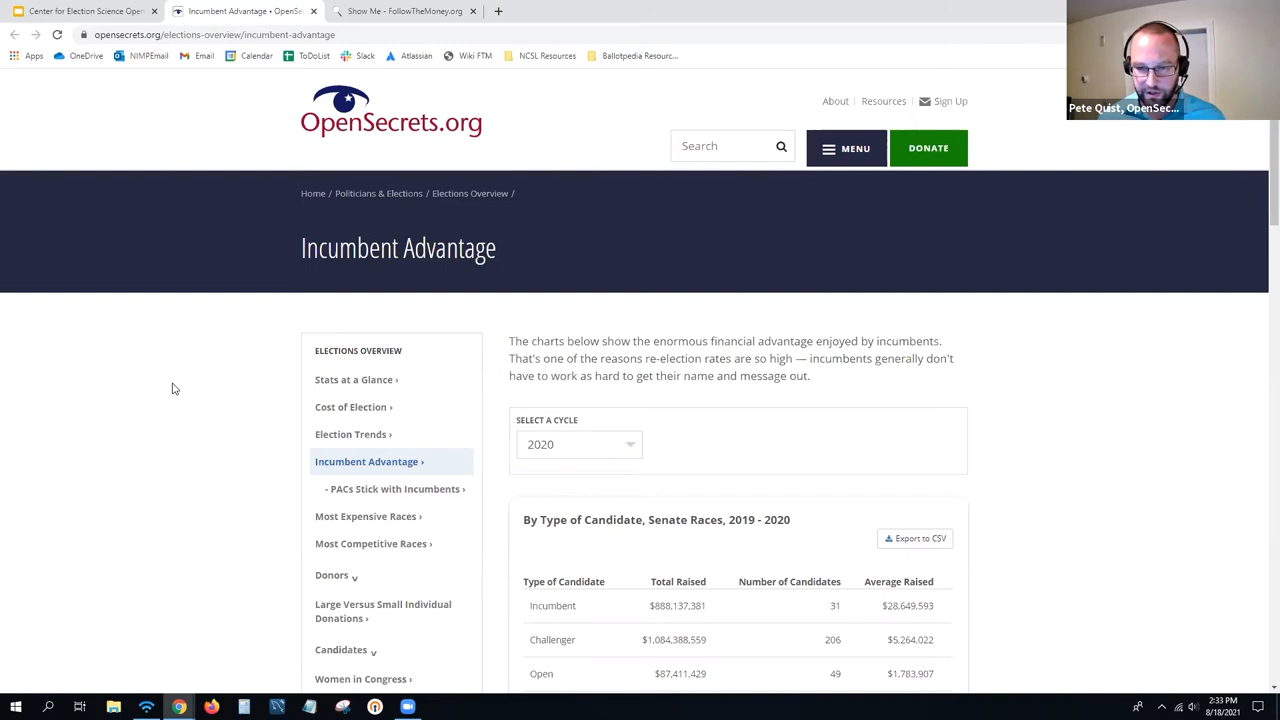 Center for Election Science Open
Incumbent Advantage • OpenSe
Show Me - FollowTheMoney.org
opensecrets.org/elections-overview/incumbent-advantage
Apps
OneDrive
NIMPEmail
Email
Calendar
ToDoList
Slack
Atlassian
Wiki FTM
NCSL Resources
Ballotpedia Resourc...
Pete Quist, OpenSec...
OpenSecrets.org
About
Resources
Sign Up
Search
MENU
DONATE
Home / Politicians & Elections / Elections Overview /
Incumbent Advantage
ELECTIONS OVERVIEW
Stats at a Glance ›
Cost of Election ›
Election Trends ›
Incumbent Advantage ›
- PACs Stick with Incumbents ›
Most Expensive Races ›
Most Competitive Races ›
Donors
Large Versus Small Individual
Donations ›
Candidates
Women in Congress ›
The charts below show the enormous financial advantage enjoyed by incumbents.
That's one of the reasons re-election rates are so high — incumbents generally don't
have to work as hard to get their name and message out.
SELECT A CYCLE
2020
By Type of Candidate, Senate Races, 2019 - 2020
Export to CSV
Type of Candidate Total Raised Number of Candidates Average Raised
Incumbent $888,137,381 31 $28,649,593
Challenger $1,084,388,559 206 $5,264,022
Open $87,411,429 49 $1,783,907
2:33 PM
8/18/2021